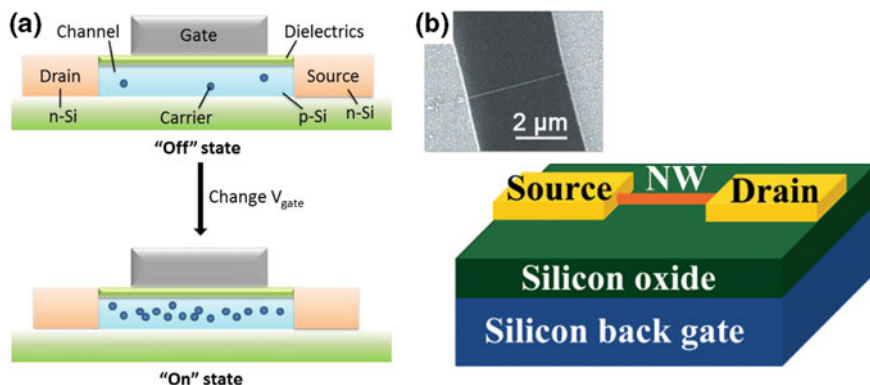 (a)
Channel
Gate
Dielectrics
Drain
Source
n-Si
Carrier
p-Si
n-Si
"Off" state
Change Vgate
"On" state
(b)
2 µm
Source
NW
Drain
Silicon oxide
Silicon back gate